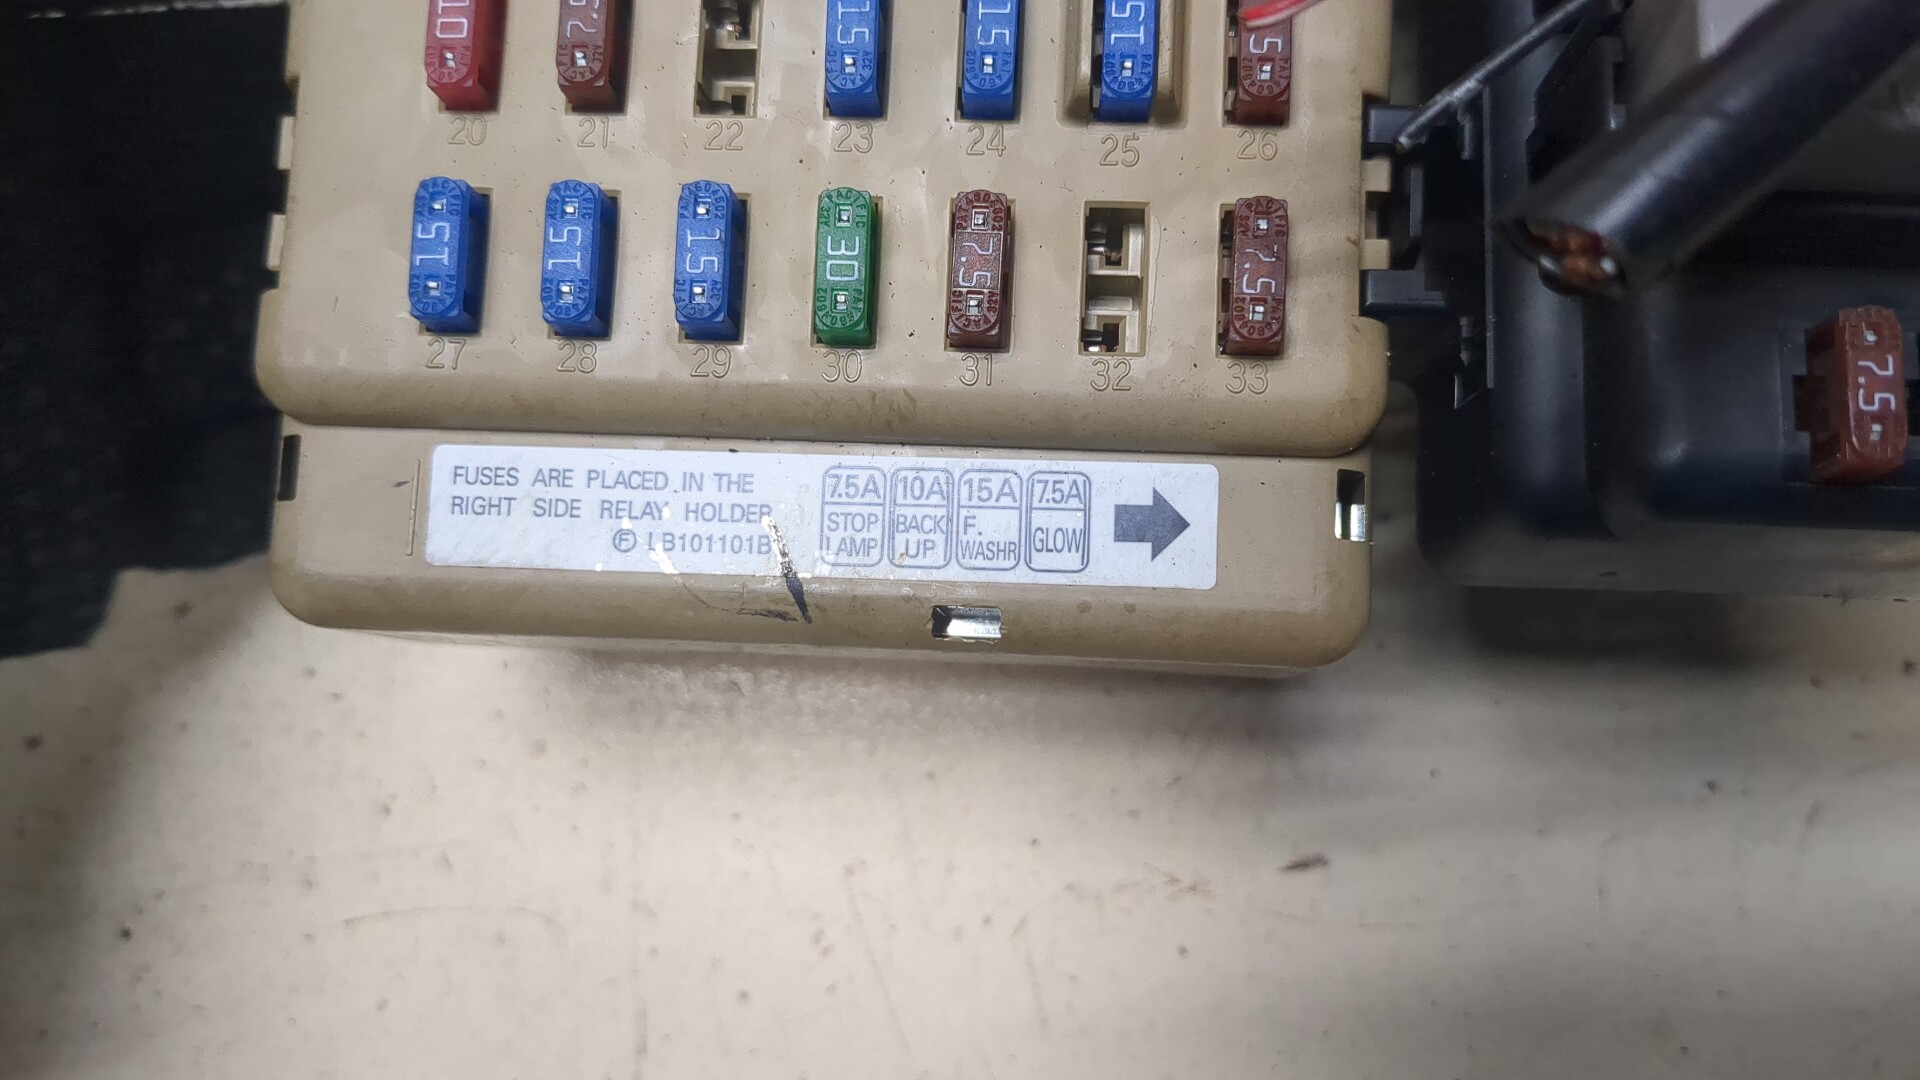 10 7.5 15 15 15 5
20 21 22 23 24 25 26
15 15 15 30 7.5 7.5
27 28 29 30 31 32 33
7.5
FUSES ARE PLACED IN THE
RIGHT SIDE RELAY HOLDER
Ⓕ LB101101B
7.5A 10A 15A 7.5A
STOP LAMP
BACK UP
F. WASHR
GLOW